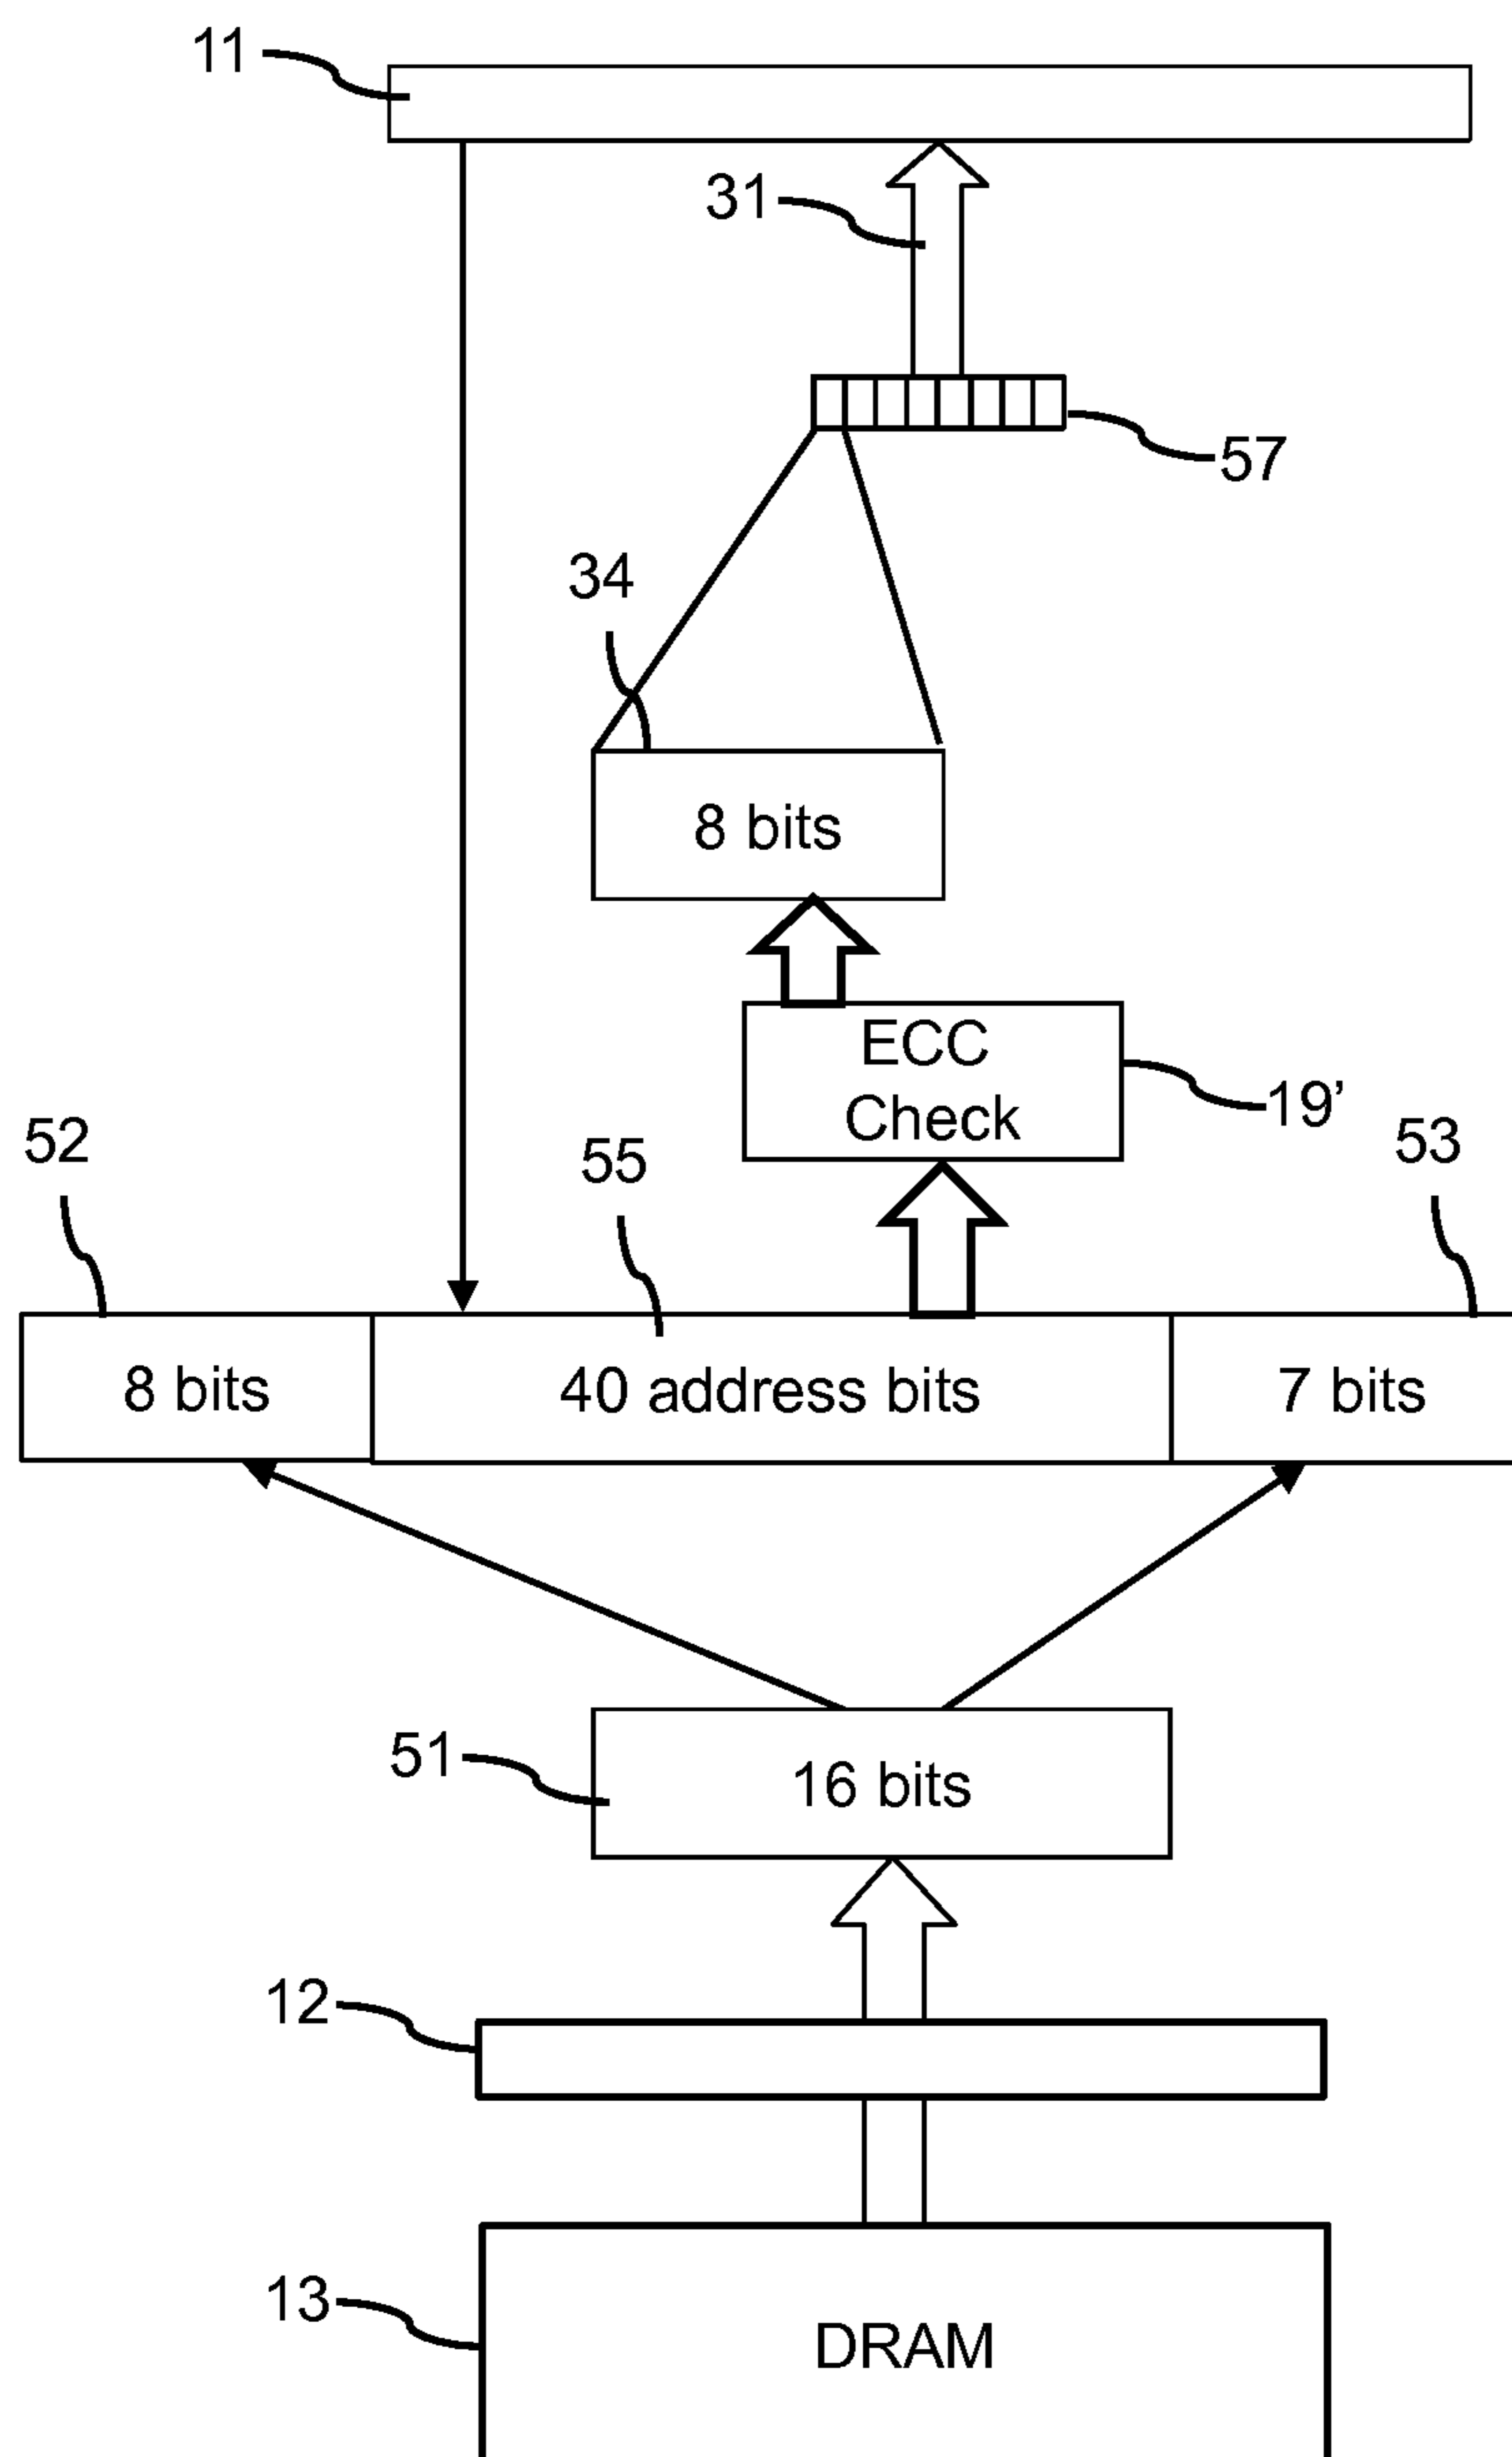 11
31
57
34
8 bits
ECC
Check
19’
52
55
53
8 bits
40 address bits
7 bits
51
16 bits
12
13
DRAM